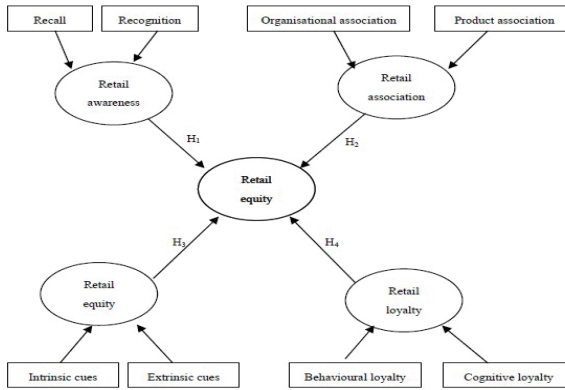 Recall
Recognition
Organisational association
Product association
Retail
awareness
Retail
association
H1
H2
Retail
equity
H3
H4
Retail
equity
Retail
loyalty
Intrinsic cues
Extrinsic cues
Behavioural loyalty
Cognitive loyalty